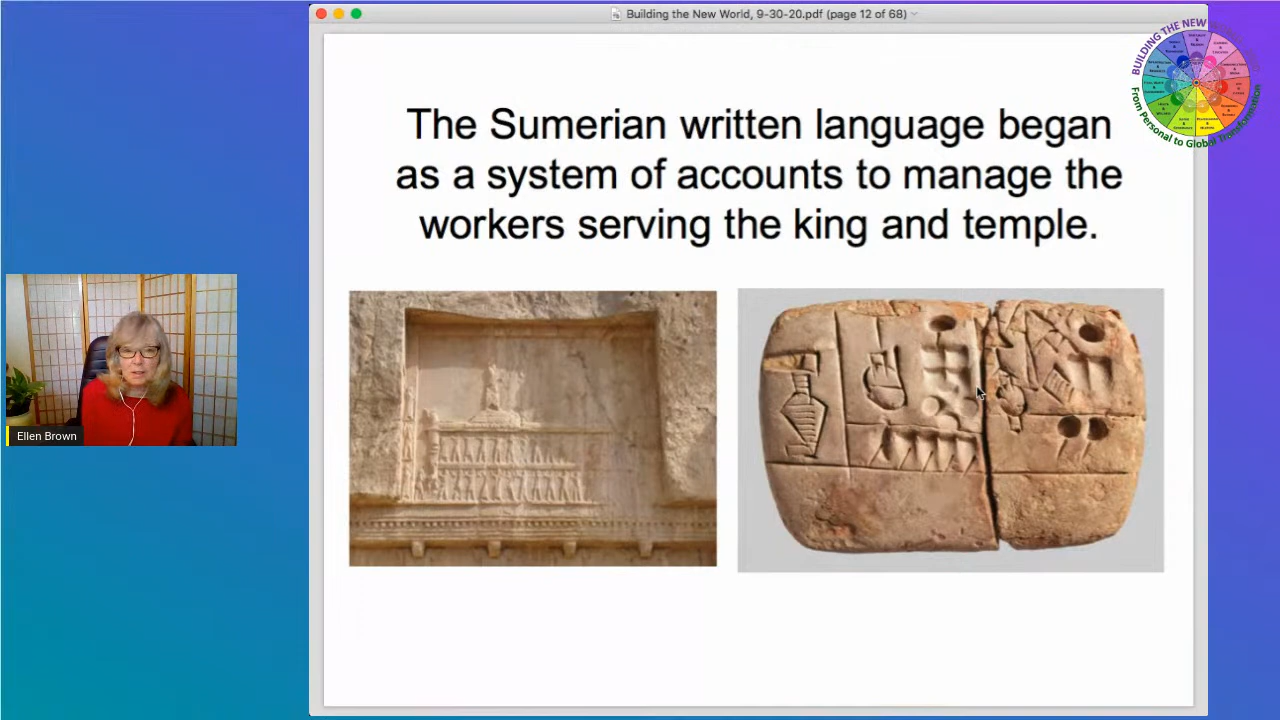 Building the New World, 9-30-20.pdf (page 12 of 68)
BUILDING THE NEW
From Personal to Global Transformation
The Sumerian written language began
as a system of accounts to manage the
workers serving the king and temple.
Ellen Brown